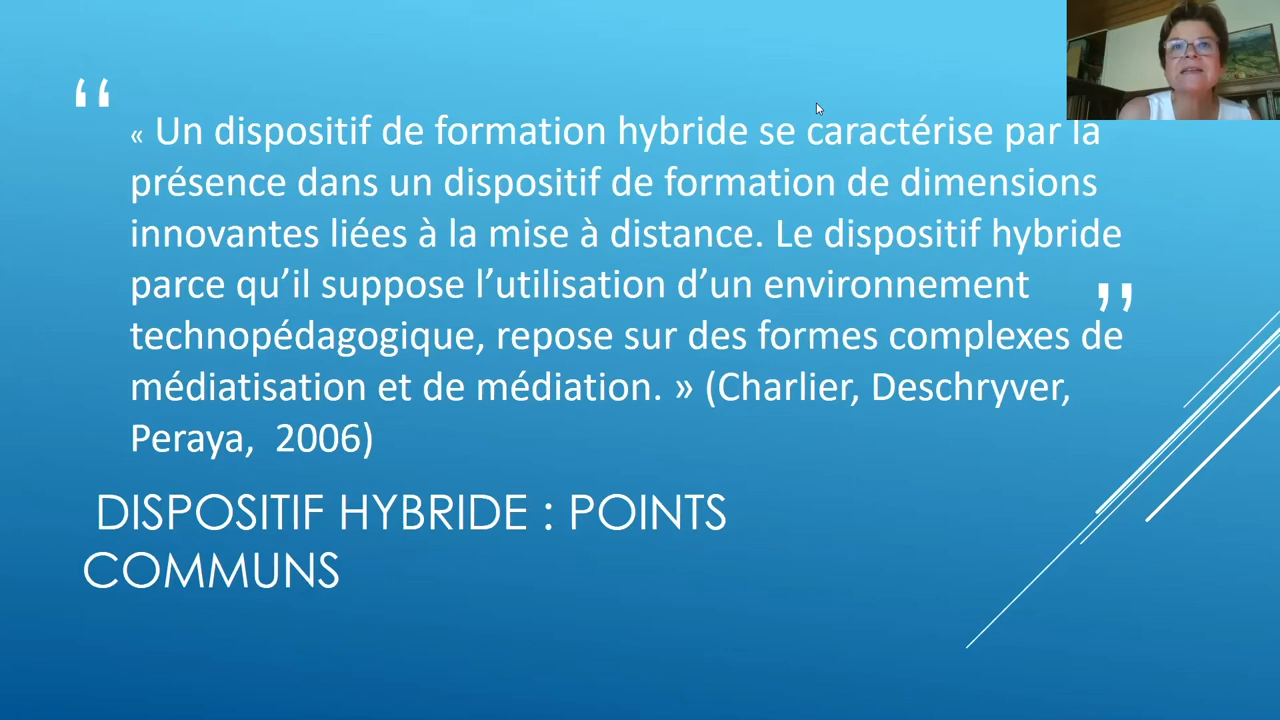 “
« Un dispositif de formation hybride se caractérise par la
présence dans un dispositif de formation de dimensions
innovantes liées à la mise à distance. Le dispositif hybride
parce qu’il suppose l’utilisation d’un environnement
technopédagogique, repose sur des formes complexes de
médiatisation et de médiation. » (Charlier, Deschryver,
Peraya, 2006)
”
DISPOSITIF HYBRIDE : POINTS
COMMUNS